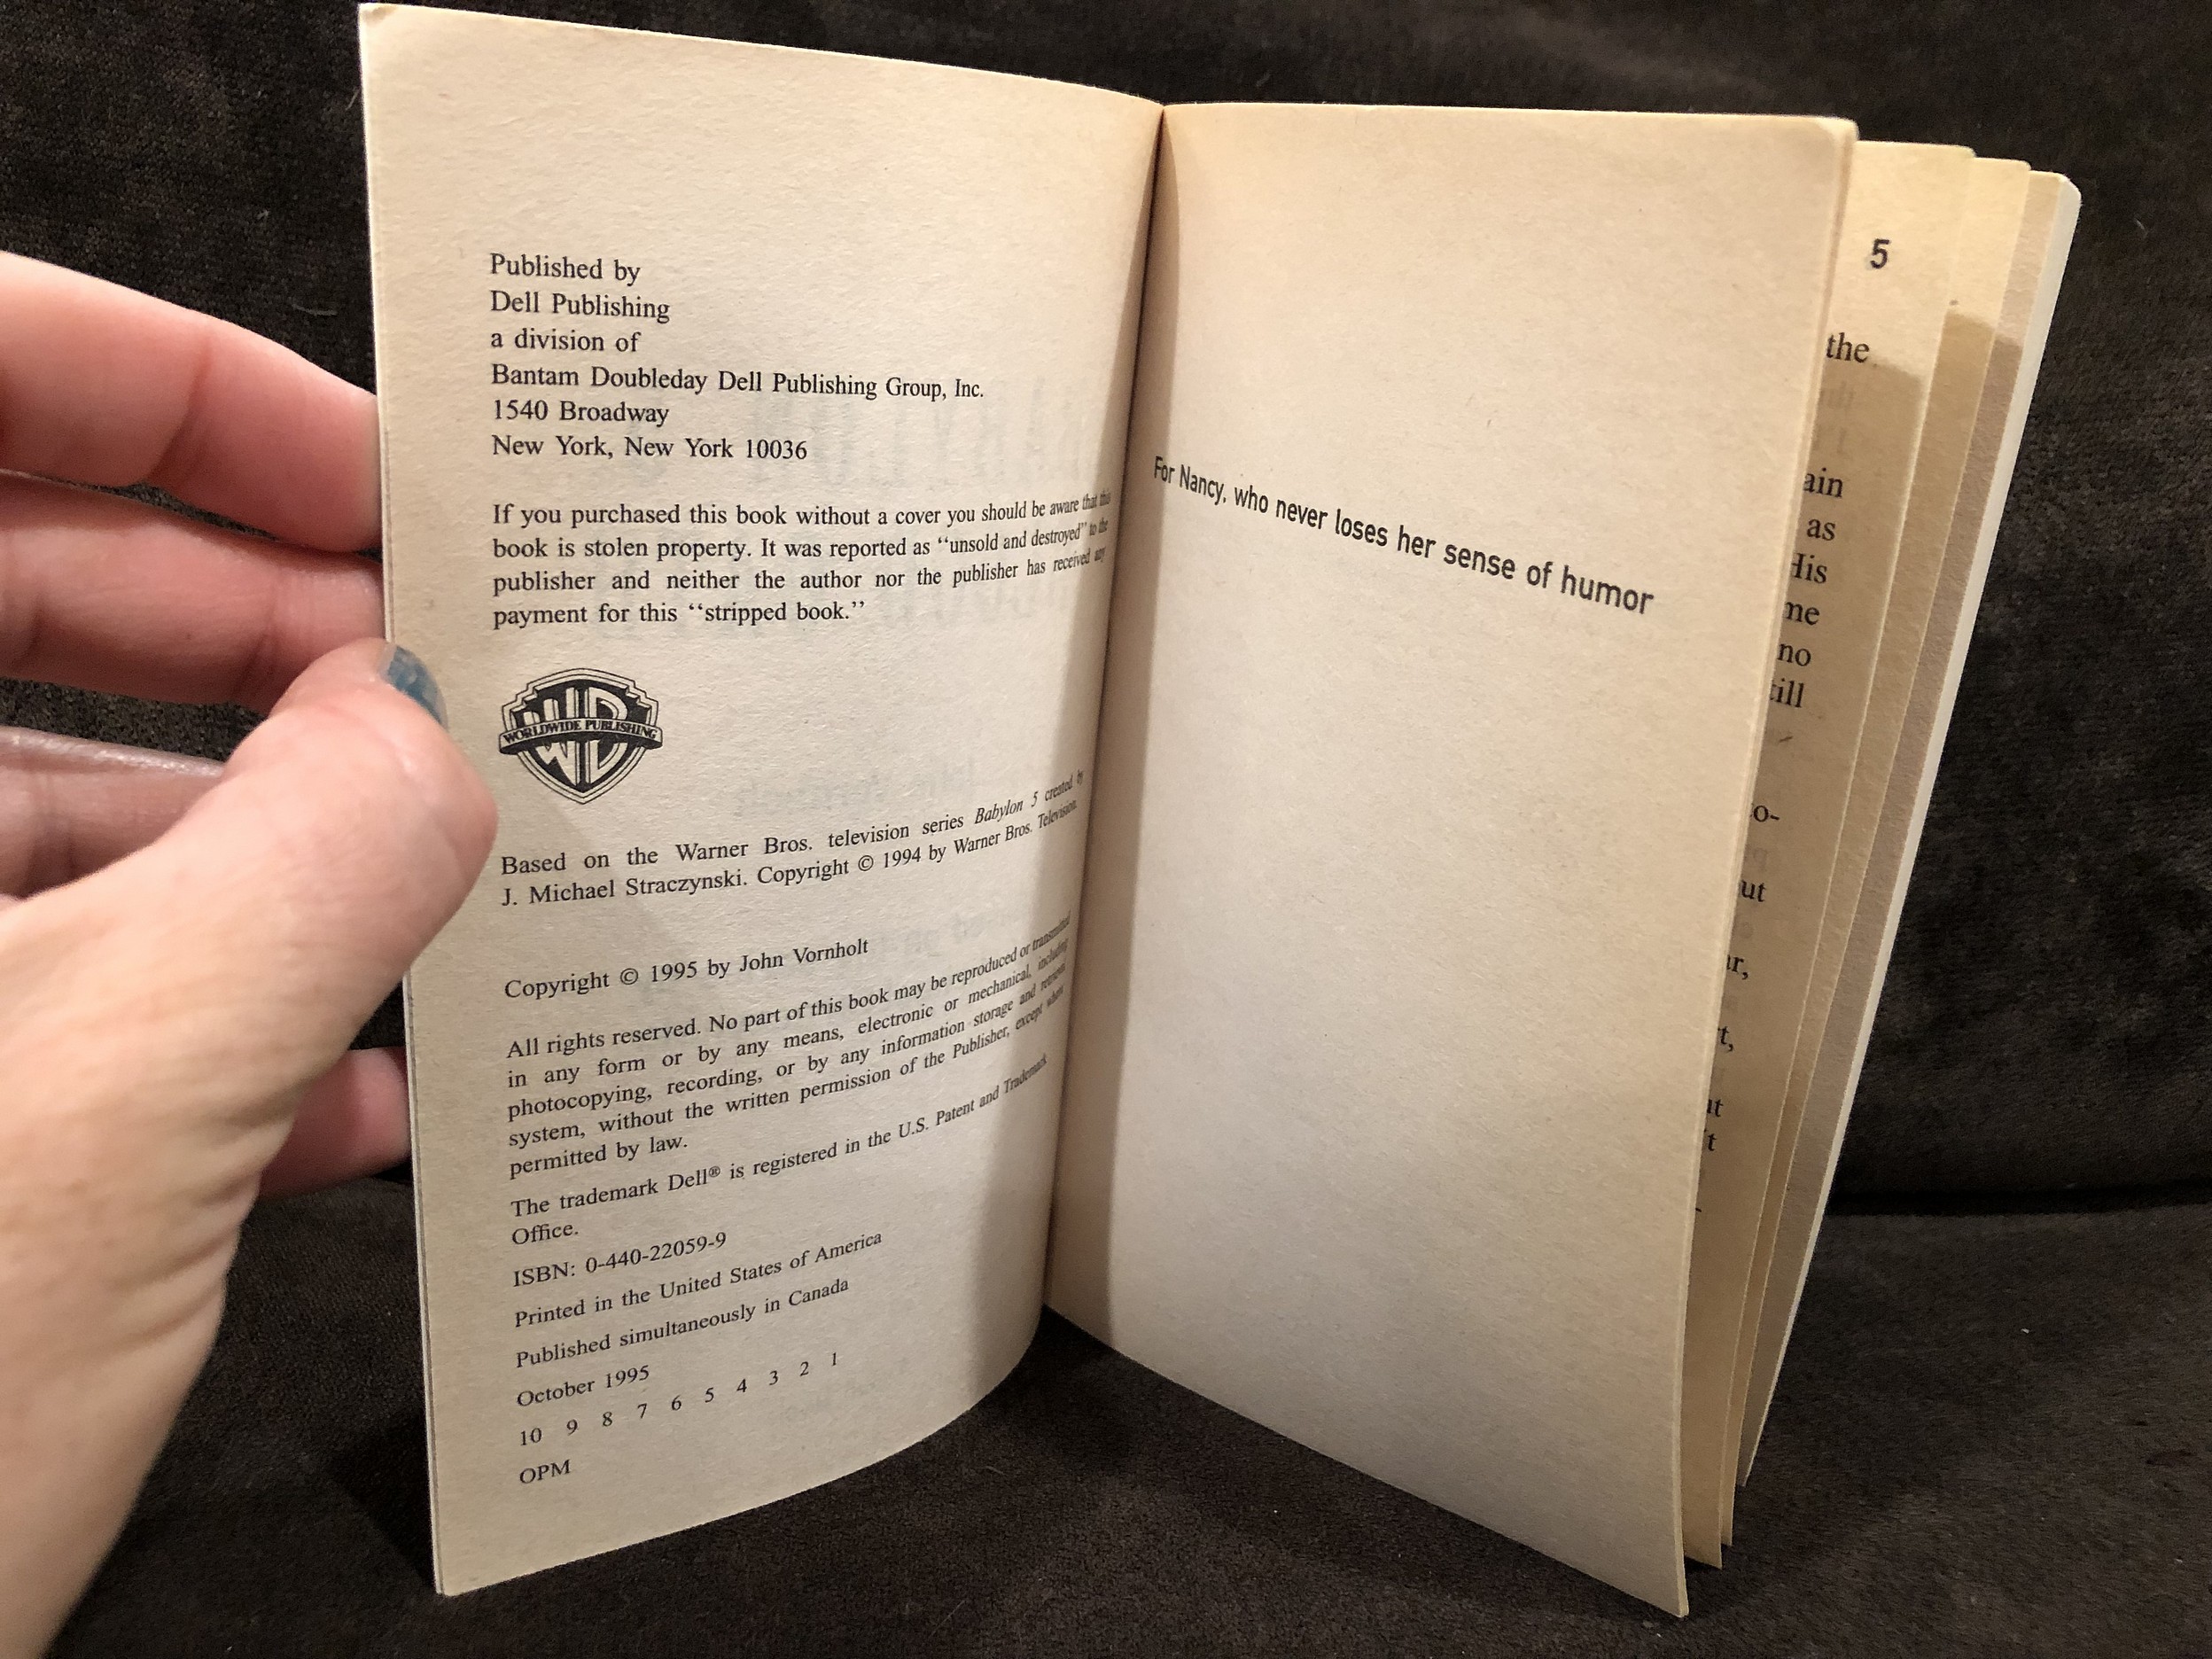 Published by
Dell Publishing
a division of
Bantam Doubleday Dell Publishing Group, Inc.
1540 Broadway
New York, New York 10036
If you purchased this book without a cover you should be aware that this
book is stolen property. It was reported as "unsold and destroyed" to the
publisher and neither the author nor the publisher has received any
payment for this "stripped book."
WB
WORLDWIDE PUBLISHING
Based on the Warner Bros. television series Babylon 5 created by
J. Michael Straczynski. Copyright © 1994 by Warner Bros. Television.
Copyright © 1995 by John Vornholt
All rights reserved. No part of this book may be reproduced or transmitted
in any form or by any means, electronic or mechanical, including
photocopying, recording, or by any information storage and retrieval
system, without the written permission of the Publisher, except where
permitted by law.
The trademark Dell® is registered in the U.S. Patent and Trademark
Office.
ISBN: 0-440-22059-9
Printed in the United States of America
Published simultaneously in Canada
October 1995
10 9 8 7 6 5 4 3 2 1
OPM
For Nancy, who never loses her sense of humor
5
the
ain
as
His
me
no
till
o-
ut
ar,
t,
ut
't